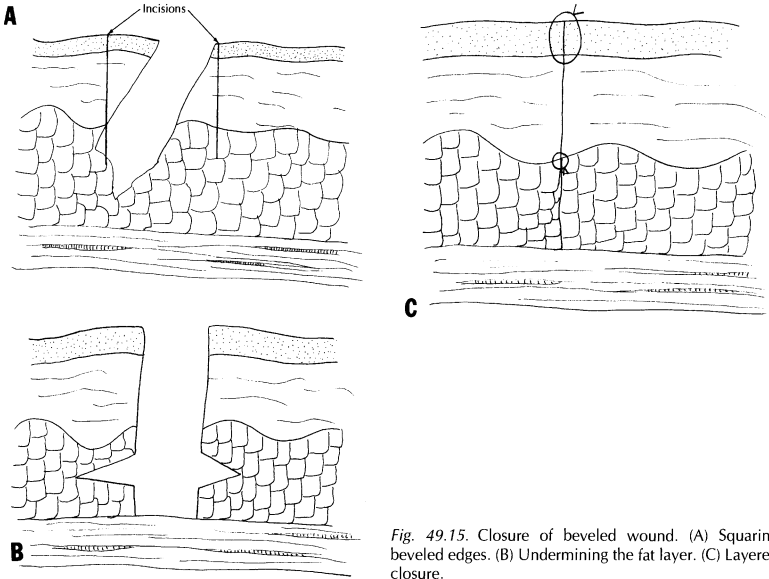 A
Incisions
C
B
Fig. 49.15. Closure of beveled wound. (A) Squarin
beveled edges. (B) Undermining the fat layer. (C) Layere
closure.